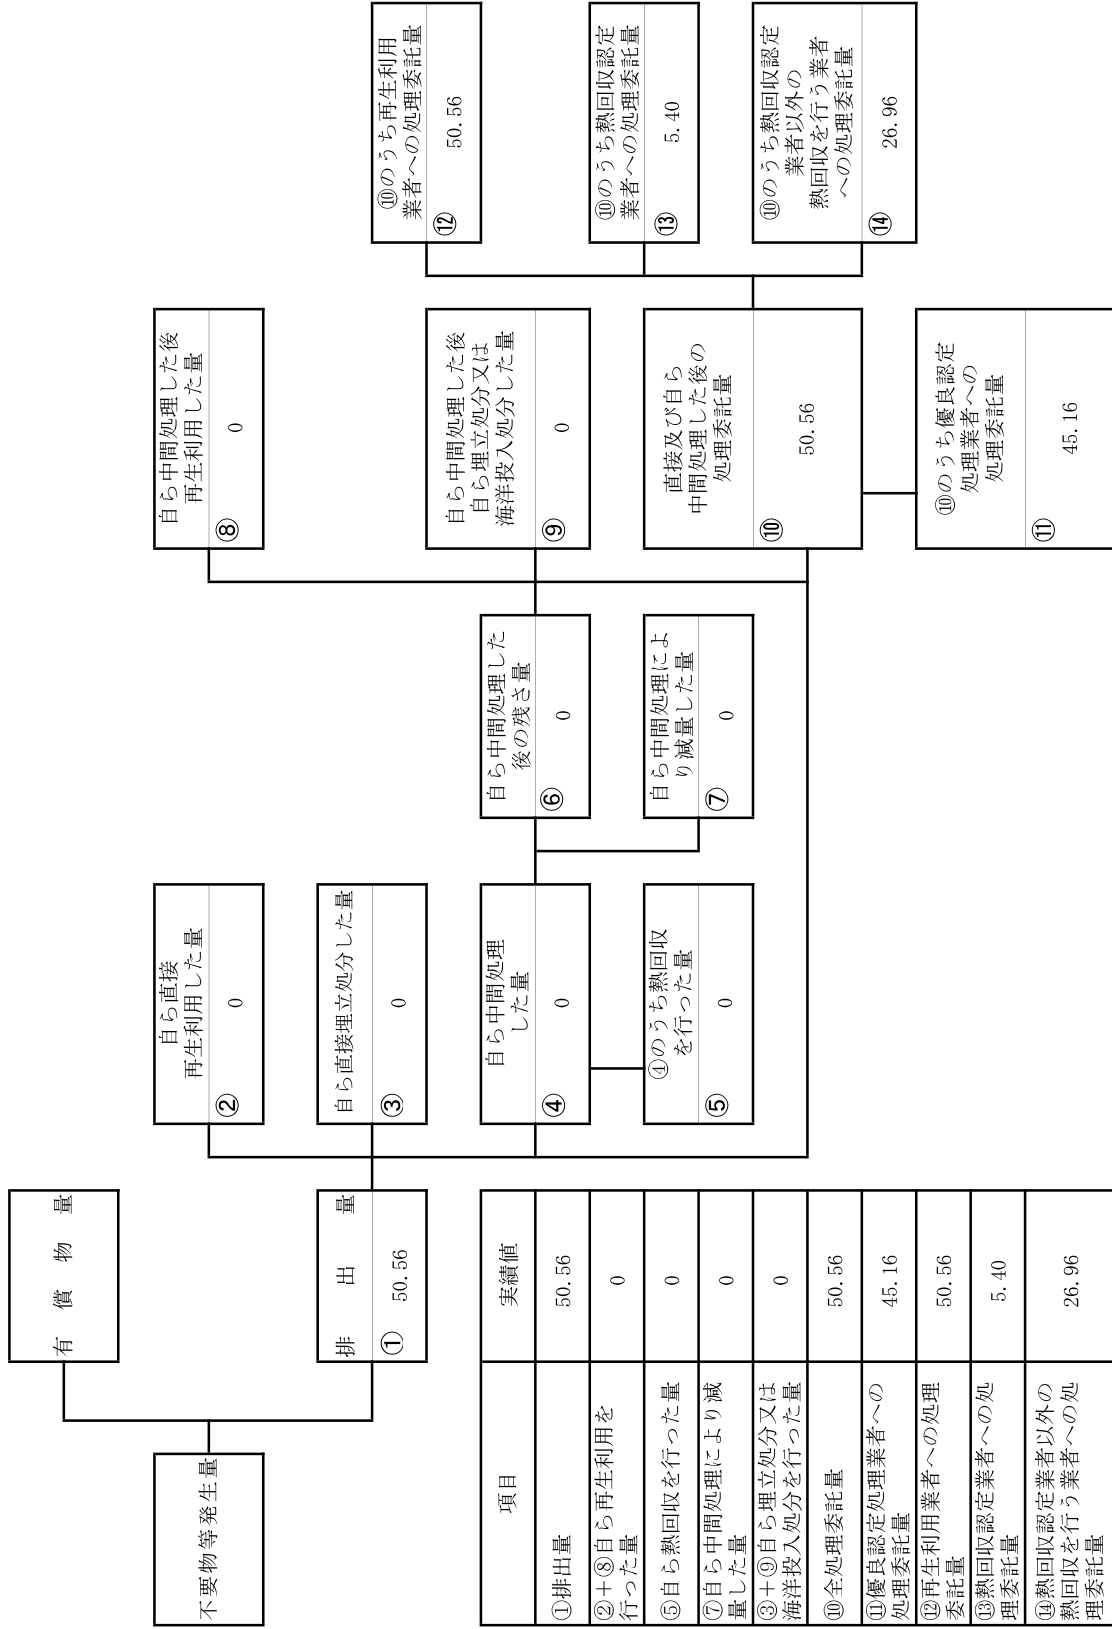 不要物等発生量
有償物量
排出量
①
50.56
自ら直接
再生利用した量
②
0
自ら直接埋立処分した量
③
0
自ら中間処理
した量
④
0
④のうち熱回収
を行った量
⑤
0
自ら中間処理した
後の残さ量
⑥
0
自ら中間処理によ
り減量した量
⑦
0
自ら中間処理した後
再生利用した量
⑧
0
自ら中間処理した後
自ら埋立処分又は
海洋投入処分した量
⑨
0
直接及び自ら
中間処理した後の
処理委託量
⑩
50.56
⑩のうち優良認定
処理業者への
処理委託量
⑪
45.16
⑩のうち再生利用
業者への処理委託量
⑫
50.56
⑩のうち熱回収認定
業者への処理委託量
⑬
5.40
⑩のうち熱回収認定
業者以外の
熱回収を行う業者
への処理委託量
⑭
26.96
項目 実績値
①排出量 50.56
②+⑧自ら再生利用を
行った量 0
⑤自ら熱回収を行った量 0
⑦自ら中間処理により減
量した量 0
③+⑨自ら埋立処分又は
海洋投入処分を行った量 0
⑩全処理委託量 50.56
⑪優良認定処理業者への
処理委託量 45.16
⑫再生利用業者への処理
委託量 50.56
⑬熱回収認定業者への処
理委託量 5.40
⑭熱回収認定業者以外の
熱回収を行う業者への処
理委託量 26.96